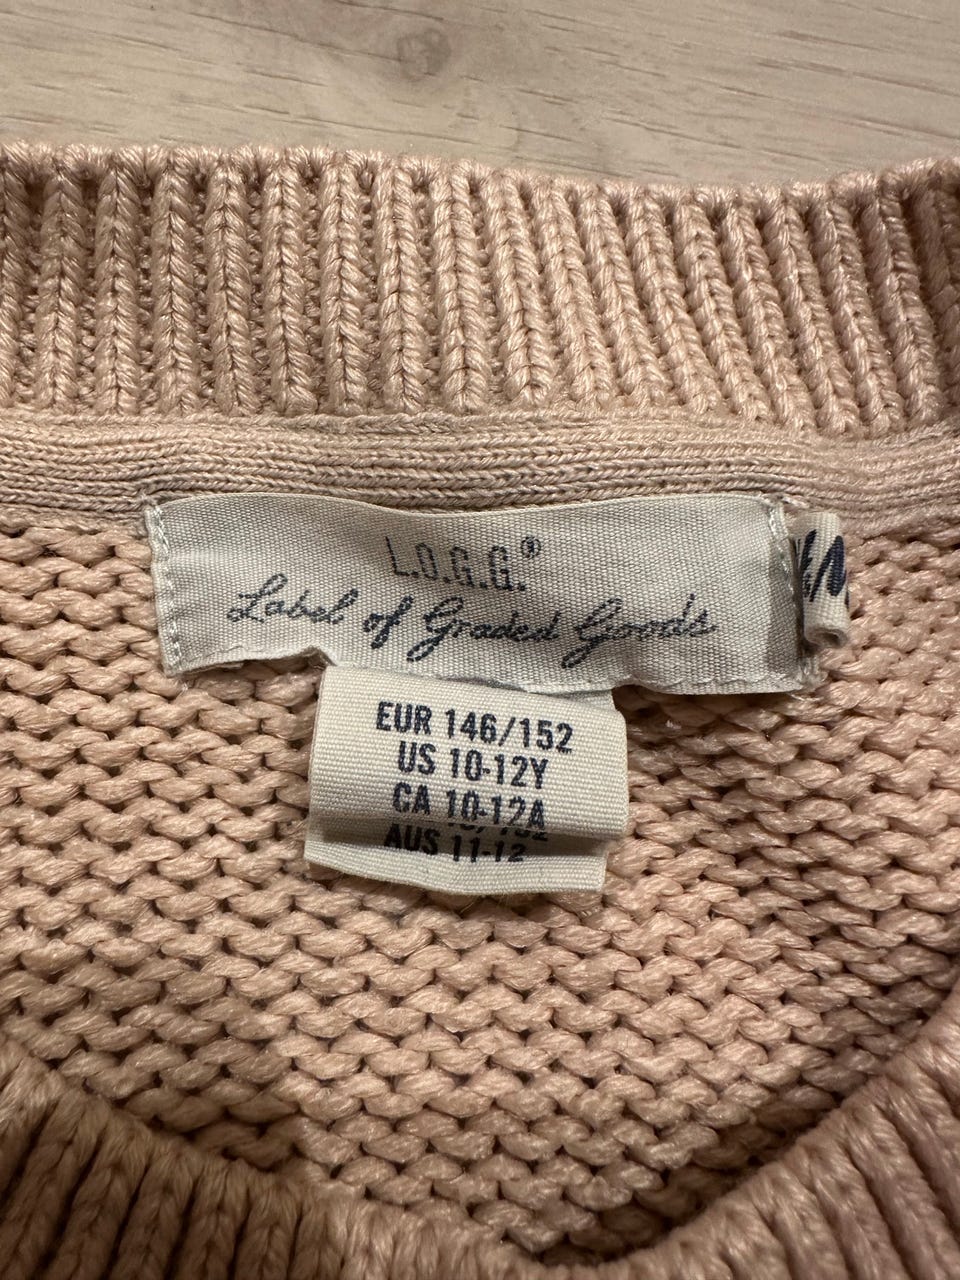 L.O.G.G.®
Label of Graded Goods
EUR 146/152
US 10-12Y
CA 10-12A
AUS 11-12